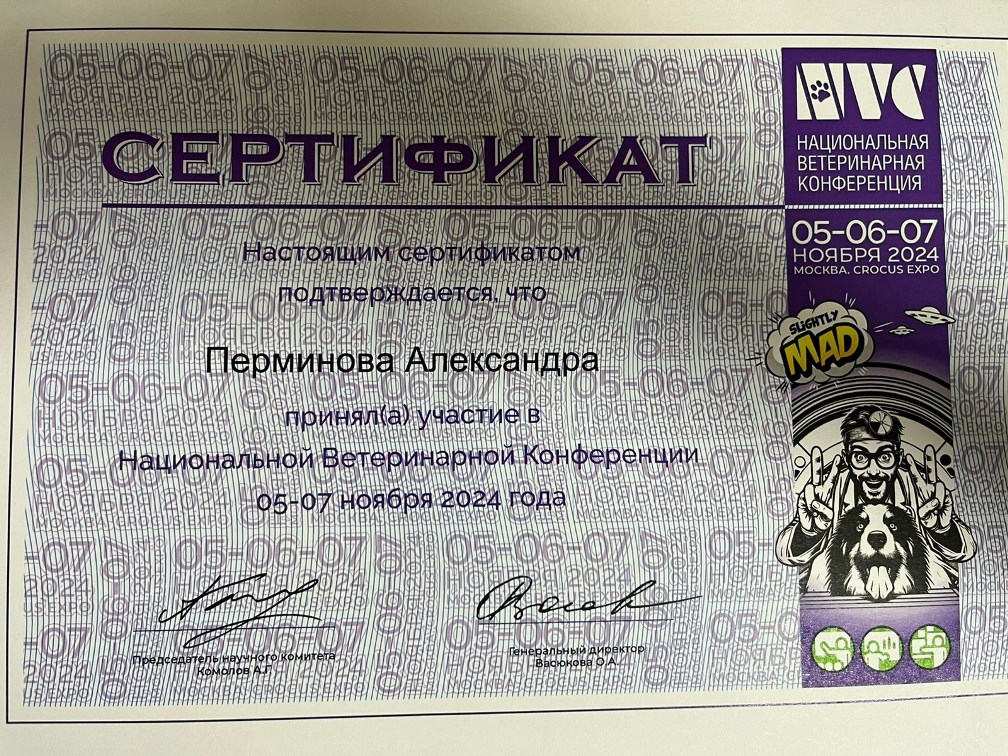 СЕРТИФИКАТ
Настоящим сертификатом
подтверждается, что
Перминова Александра
принял(а) участие в
Национальной Ветеринарной Конференции
05-07 ноября 2024 года
Председатель научного комитета
Комолов А.Г.
Генеральный директор
Васюкова О.А.
NVC
НАЦИОНАЛЬНАЯ
ВЕТЕРИНАРНАЯ
КОНФЕРЕНЦИЯ
05-06-07
НОЯБРЯ 2024
МОСКВА. CROCUS EXPO
SLIGHTLY
MAD